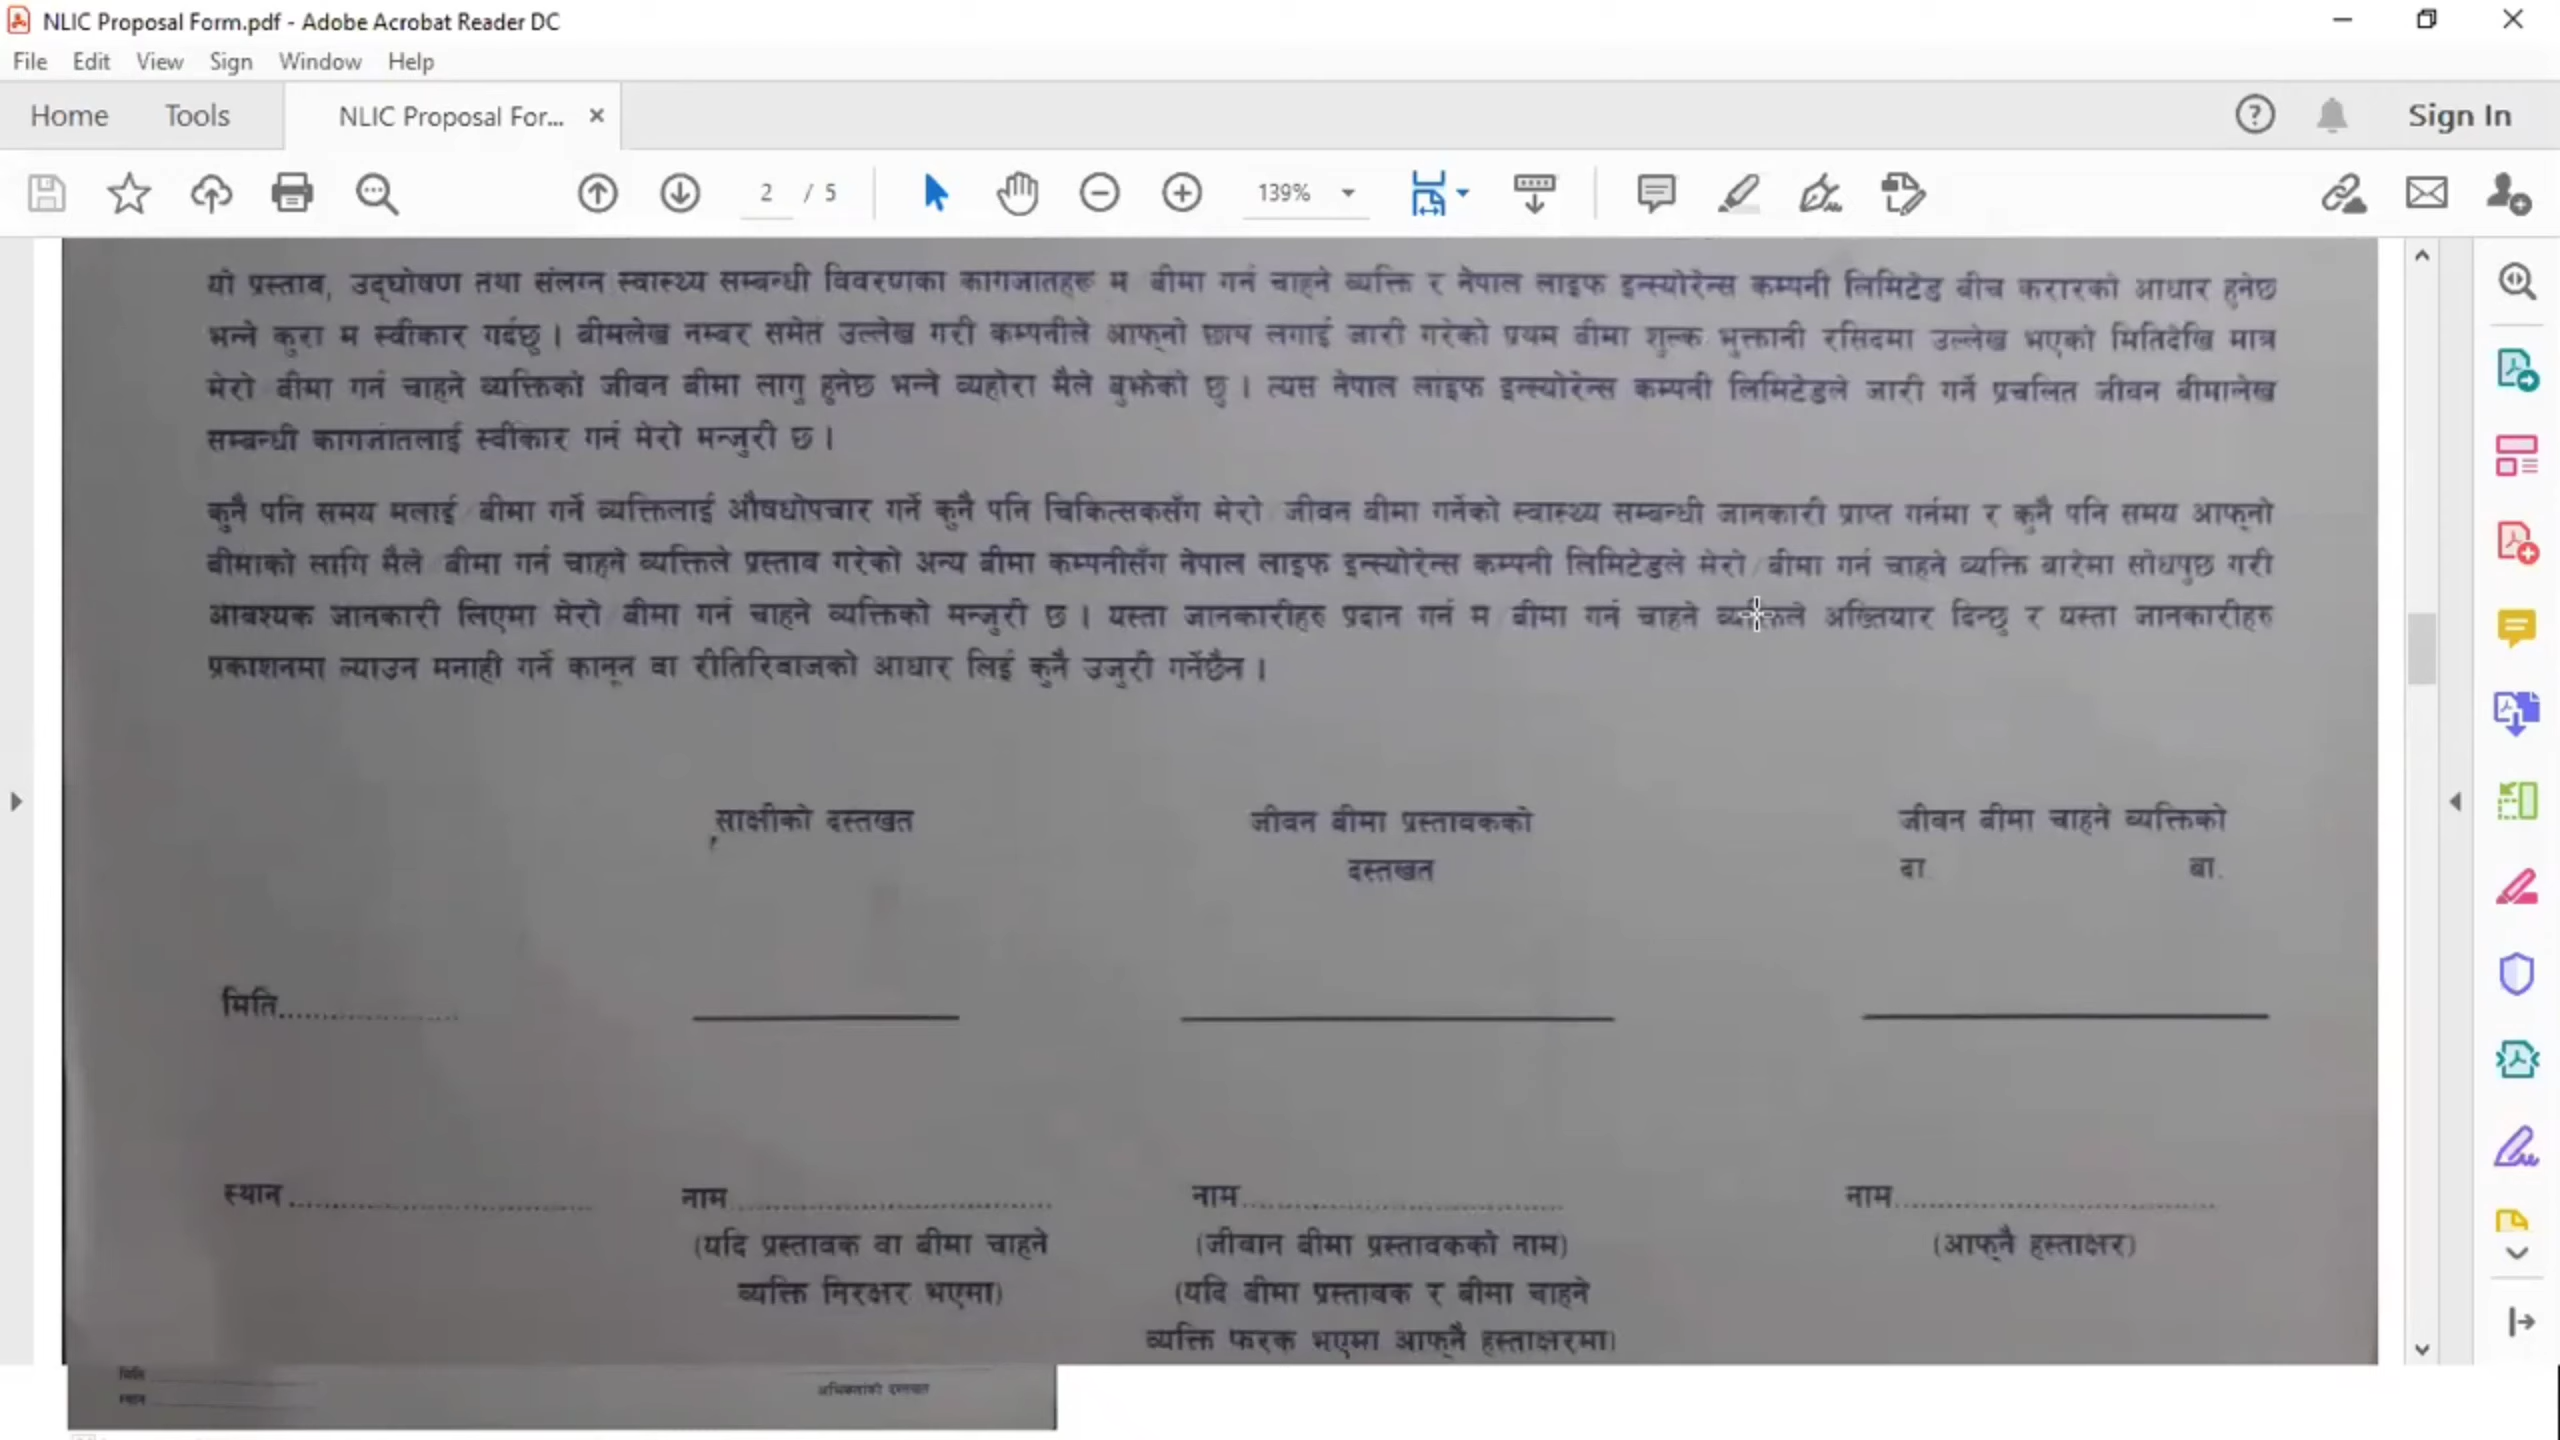 NLIC Proposal Form.pdf - Adobe Acrobat Reader DC
File Edit View Sign Window Help
Home Tools NLIC Proposal For... × Sign In
2 / 5 139%
यो प्रस्ताव, उद्घोषण तथा संलग्न स्वास्थ्य सम्बन्धी विवरणका कागजातहरु म बीमा गर्न चाहने व्यक्ति र नेपाल लाइफ इन्स्योरेन्स कम्पनी लिमिटेड बीच करारको आधार हुनेछ
भन्ने कुरा म स्वीकार गर्दछु । बीमलेख नम्बर समेत उल्लेख गरी कम्पनीले आफ्नो छाप लगाई जारी गरेको प्रथम बीमा शुल्क भुक्तानी रसिदमा उल्लेख भएको मितिदेखि मात्र
मेरो बीमा गर्न चाहने व्यक्तिको जीवन बीमा लागु हुनेछ भन्ने व्यहोरा मैले बुझेको छु । त्यस नेपाल लाइफ इन्स्योरेन्स कम्पनी लिमिटेडले जारी गर्ने प्रचलित जीवन बीमालेख
सम्बन्धी कागजातलाई स्वीकार गर्न मेरो मन्जुरी छ ।
कुनै पनि समय मलाई/बीमा गर्ने व्यक्तिलाई औषधोपचार गर्ने कुनै पनि चिकित्सकसँग मेरो/जीवन बीमा गर्नेको स्वास्थ्य सम्बन्धी जानकारी प्राप्त गर्नमा र कुनै पनि समय आफ्नो
बीमाको लागि मैले/बीमा गर्न चाहने व्यक्तिले प्रस्ताव गरेको अन्य बीमा कम्पनीसँग नेपाल लाइफ इन्स्योरेन्स कम्पनी लिमिटेडले मेरो/बीमा गर्न चाहने व्यक्ति बारेमा सोधपुछ गरी
आवश्यक जानकारी लिएमा मेरो/बीमा गर्न चाहने व्यक्तिको मन्जुरी छ । यस्ता जानकारीहरु प्रदान गर्न म/बीमा गर्न चाहने व्यक्तिले अख्तियार दिन्छु र यस्ता जानकारीहरु
प्रकाशनमा ल्याउन मनाही गर्ने कानून वा रीतिरिवाजको आधार लिई कुनै उजुरी गर्नेछैन ।
साक्षीको दस्तखत जीवन बीमा प्रस्तावकको जीवन बीमा चाहने व्यक्तिको
दस्तखत दा बा.
मिति....................
स्थान.................... नाम.................... नाम.................... नाम....................
(यदि प्रस्तावक वा बीमा चाहने (जीवान बीमा प्रस्तावकको नाम) (आफ्नै हस्ताक्षर)
व्यक्ति निरक्षर भएमा) (यदि बीमा प्रस्तावक र बीमा चाहने
व्यक्ति फरक भएमा आफ्नै हस्ताक्षरमा)
मिति
स्थान अभिकर्ताको दस्तखत